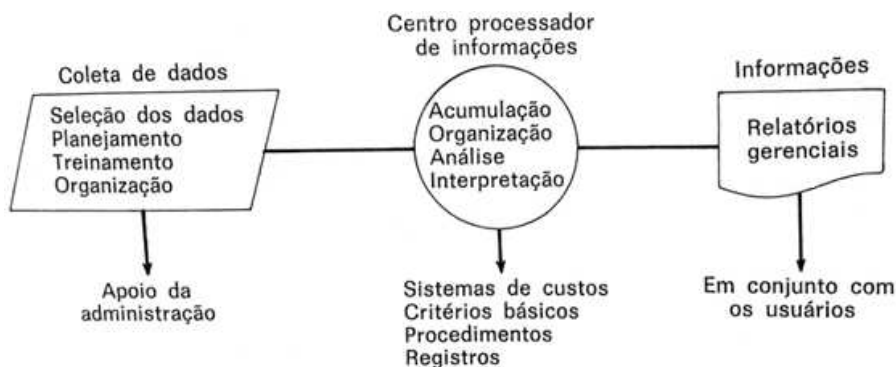 Coleta de dados
Seleção dos dados
Planejamento
Treinamento
Organização
Apoio da
administração
Centro processador
de informações
Acumulação
Organização
Análise
Interpretação
Sistemas de custos
Critérios básicos
Procedimentos
Registros
Informações
Relatórios
gerenciais
Em conjunto com
os usuários